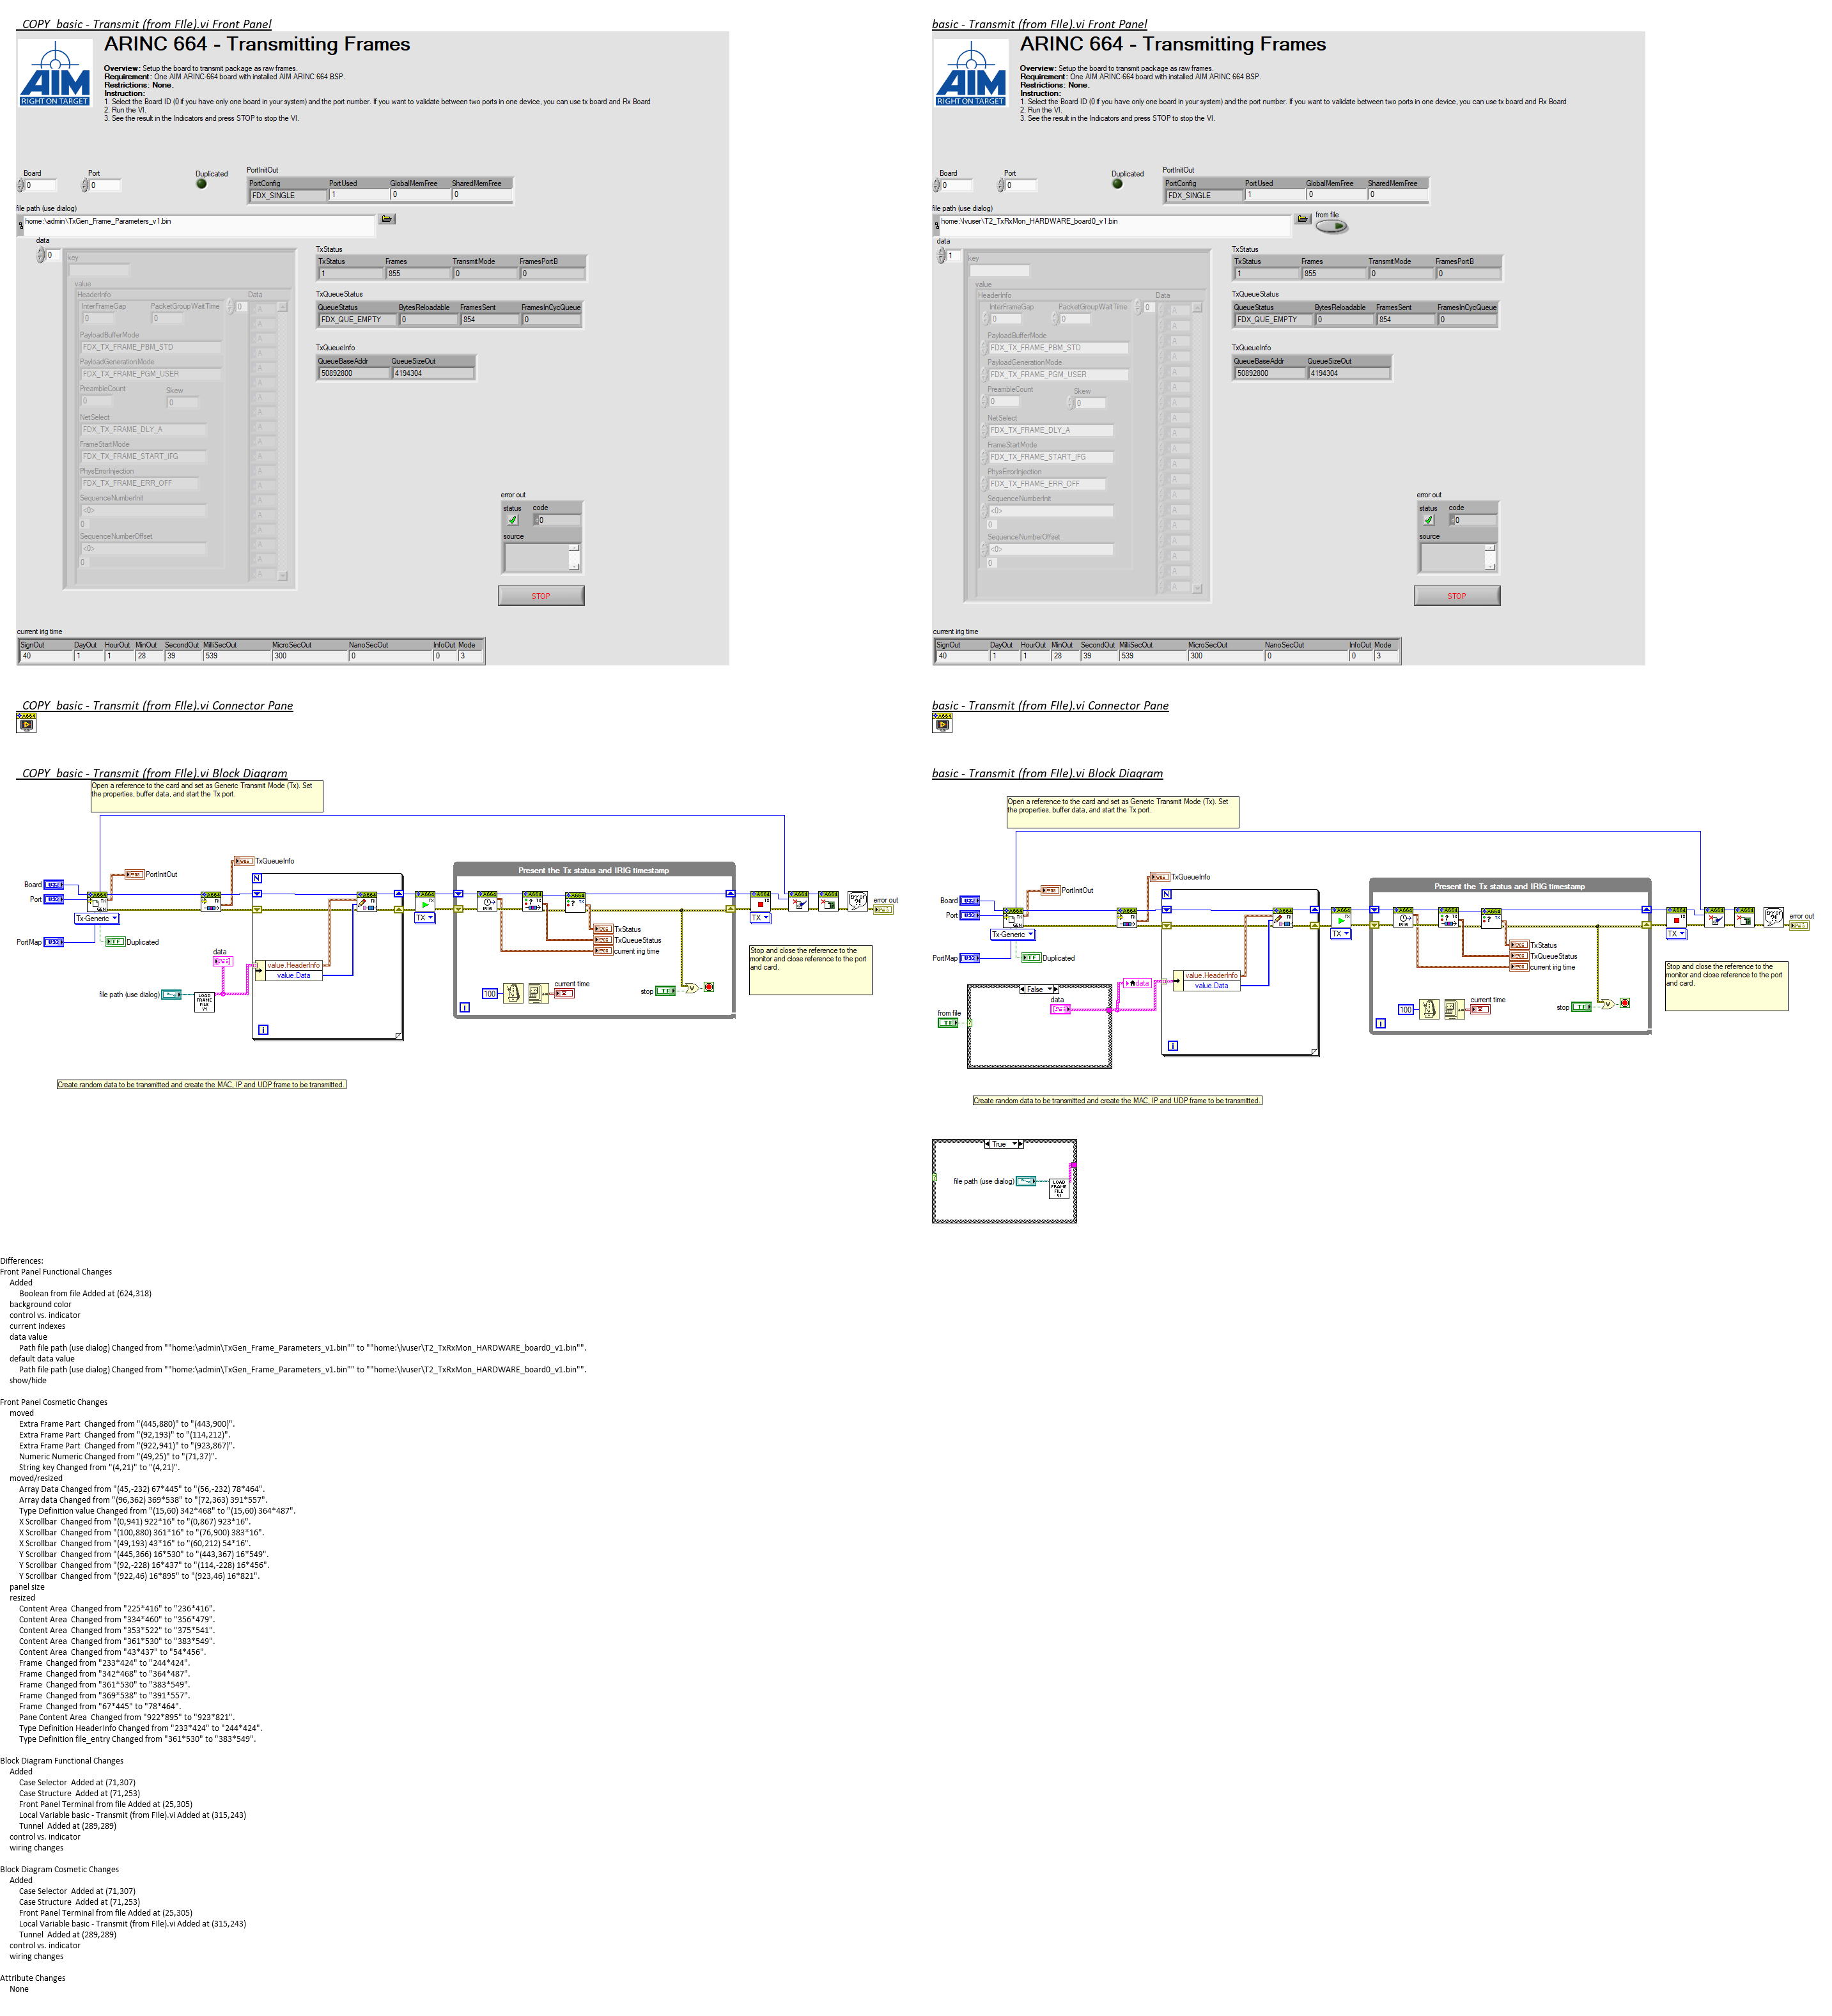 _COPY_basic - Transmit (from FIle).vi Front Panel
AIM
RIGHT ON TARGET
ARINC 664 - Transmitting Frames
Overview: Setup the board to transmit package as raw frames.
Requirement: One AIM ARINC-664 board with installed AIM ARINC 664 BSP.
Restrictions: None.
Instruction:
1. Select the Board ID (0 if you have only one board in your system) and the port number. If you want to validate between two ports in one device, you can use tx board and Rx Board
2. Run the VI.
3. See the result in the Indicators and press STOP to stop the VI.
Board
0
Port
0
Duplicated
PortInitOut
PortConfig PortUsed GlobalMemFree SharedMemFree
FDX_SINGLE 1 0 0
file path (use dialog)
home:\admin\TxGen_Frame_Parameters_v1.bin
data
0
key
value
HeaderInfo
InterFrameGap PacketGroupWaitTime
0 0
PayloadBufferMode
FDX_TX_FRAME_PBM_STD
PayloadGenerationMode
FDX_TX_FRAME_PGM_USER
PreambleCount Skew
0 0
NetSelect
FDX_TX_FRAME_DLY_A
FrameStartMode
FDX_TX_FRAME_START_IFG
PhysErrorInjection
FDX_TX_FRAME_ERR_OFF
SequenceNumberInit
<0>
0
SequenceNumberOffset
<0>
0
Data
0
TxStatus
TxStatus Frames TransmitMode FramesPortB
1 855 0 0
TxQueueStatus
QueueStatus BytesReloadable FramesSent FramesInCycQueue
FDX_QUE_EMPTY 0 854 0
TxQueueInfo
QueueBaseAddr QueueSizeOut
50892800 4194304
error out
status code
0
source
STOP
current irig time
SignOut DayOut HourOut MinOut SecondOut MilliSecOut MicroSecOut NanoSecOut InfoOut Mode
40 1 1 28 39 539 300 0 0 3
basic - Transmit (from FIle).vi Front Panel
AIM
RIGHT ON TARGET
ARINC 664 - Transmitting Frames
Overview: Setup the board to transmit package as raw frames.
Requirement: One AIM ARINC-664 board with installed AIM ARINC 664 BSP.
Restrictions: None.
Instruction:
1. Select the Board ID (0 if you have only one board in your system) and the port number. If you want to validate between two ports in one device, you can use tx board and Rx Board
2. Run the VI.
3. See the result in the Indicators and press STOP to stop the VI.
Board
0
Port
0
Duplicated
PortInitOut
PortConfig PortUsed GlobalMemFree SharedMemFree
FDX_SINGLE 1 0 0
file path (use dialog)
home:\lvuser\T2_TxRxMon_HARDWARE_board0_v1.bin
from file
data
1
key
value
HeaderInfo
InterFrameGap PacketGroupWaitTime
0 0
PayloadBufferMode
FDX_TX_FRAME_PBM_STD
PayloadGenerationMode
FDX_TX_FRAME_PGM_USER
PreambleCount Skew
0 0
NetSelect
FDX_TX_FRAME_DLY_A
FrameStartMode
FDX_TX_FRAME_START_IFG
PhysErrorInjection
FDX_TX_FRAME_ERR_OFF
SequenceNumberInit
<0>
0
SequenceNumberOffset
<0>
0
Data
0
TxStatus
TxStatus Frames TransmitMode FramesPortB
1 855 0 0
TxQueueStatus
QueueStatus BytesReloadable FramesSent FramesInCycQueue
FDX_QUE_EMPTY 0 854 0
TxQueueInfo
QueueBaseAddr QueueSizeOut
50892800 4194304
error out
status code
0
source
STOP
current irig time
SignOut DayOut HourOut MinOut SecondOut MilliSecOut MicroSecOut NanoSecOut InfoOut Mode
40 1 1 28 39 539 300 0 0 3
_COPY_basic - Transmit (from FIle).vi Connector Pane
basic - Transmit (from FIle).vi Connector Pane
_COPY_basic - Transmit (from FIle).vi Block Diagram
Open a reference to the card and set as Generic Transmit Mode (Tx). Set
the properties, buffer data, and start the Tx port.
TxQueueInfo
PortInitOut
Board
Port
Tx-Generic
PortMap
Duplicated
data
file path (use dialog)
LOAD
FRAME
FILE
value.HeaderInfo
value.Data
TX
Present the Tx status and IRIG timestamp
TxStatus
TxQueueStatus
current irig time
100
current time
stop
TX
error out
Stop and close the reference to the
monitor and close reference to the port
and card.
Create random data to be transmitted and create the MAC, IP and UDP frame to be transmitted.
basic - Transmit (from FIle).vi Block Diagram
Open a reference to the card and set as Generic Transmit Mode (Tx). Set
the properties, buffer data, and start the Tx port.
TxQueueInfo
PortInitOut
Board
Port
Tx-Generic
PortMap
Duplicated
False
data
data
from file
value.HeaderInfo
value.Data
TX
Present the Tx status and IRIG timestamp
TxStatus
TxQueueStatus
current irig time
100
current time
stop
TX
error out
Stop and close the reference to the
monitor and close reference to the port
and card.
Create random data to be transmitted and create the MAC, IP and UDP frame to be transmitted.
True
file path (use dialog)
LOAD
FRAME
FILE
Differences:
Front Panel Functional Changes
Added
Boolean from file Added at (624,318)
background color
control vs. indicator
current indexes
data value
Path file path (use dialog) Changed from ""home:\admin\TxGen_Frame_Parameters_v1.bin"" to ""home:\lvuser\T2_TxRxMon_HARDWARE_board0_v1.bin"".
default data value
Path file path (use dialog) Changed from ""home:\admin\TxGen_Frame_Parameters_v1.bin"" to ""home:\lvuser\T2_TxRxMon_HARDWARE_board0_v1.bin"".
show/hide
Front Panel Cosmetic Changes
moved
Extra Frame Part Changed from "(445,880)" to "(443,900)".
Extra Frame Part Changed from "(92,193)" to "(114,212)".
Extra Frame Part Changed from "(922,941)" to "(923,867)".
Numeric Numeric Changed from "(49,25)" to "(71,37)".
String key Changed from "(4,21)" to "(4,21)".
moved/resized
Array Data Changed from "(45,-232) 67*445" to "(56,-232) 78*464".
Array data Changed from "(96,362) 369*538" to "(72,363) 391*557".
Type Definition value Changed from "(15,60) 342*468" to "(15,60) 364*487".
X Scrollbar Changed from "(0,941) 922*16" to "(0,867) 923*16".
X Scrollbar Changed from "(100,880) 361*16" to "(76,900) 383*16".
X Scrollbar Changed from "(49,193) 43*16" to "(60,212) 54*16".
Y Scrollbar Changed from "(445,366) 16*530" to "(443,367) 16*549".
Y Scrollbar Changed from "(92,-228) 16*437" to "(114,-228) 16*456".
Y Scrollbar Changed from "(922,46) 16*895" to "(923,46) 16*821".
panel size
resized
Content Area Changed from "225*416" to "236*416".
Content Area Changed from "334*460" to "356*479".
Content Area Changed from "353*522" to "375*541".
Content Area Changed from "361*530" to "383*549".
Content Area Changed from "43*437" to "54*456".
Frame Changed from "233*424" to "244*424".
Frame Changed from "342*468" to "364*487".
Frame Changed from "361*530" to "383*549".
Frame Changed from "369*538" to "391*557".
Frame Changed from "67*445" to "78*464".
Pane Content Area Changed from "922*895" to "923*821".
Type Definition HeaderInfo Changed from "233*424" to "244*424".
Type Definition file_entry Changed from "361*530" to "383*549".
Block Diagram Functional Changes
Added
Case Selector Added at (71,307)
Case Structure Added at (71,253)
Front Panel Terminal from file Added at (25,305)
Local Variable basic - Transmit (from FIle).vi Added at (315,243)
Tunnel Added at (289,289)
control vs. indicator
wiring changes
Block Diagram Cosmetic Changes
Added
Case Selector Added at (71,307)
Case Structure Added at (71,253)
Front Panel Terminal from file Added at (25,305)
Local Variable basic - Transmit (from FIle).vi Added at (315,243)
Tunnel Added at (289,289)
control vs. indicator
wiring changes
Attribute Changes
None